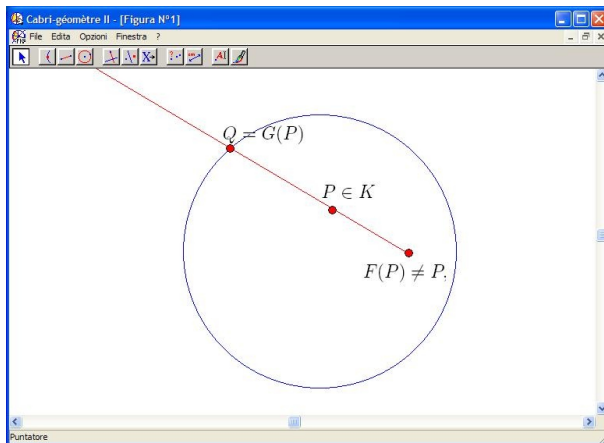 Cabri-géomètre II - [Figura N°1]
File Edita Opzioni Finestra ?
Q = G(P)
P ∈ K
F(P) ≠ P,
Puntatore